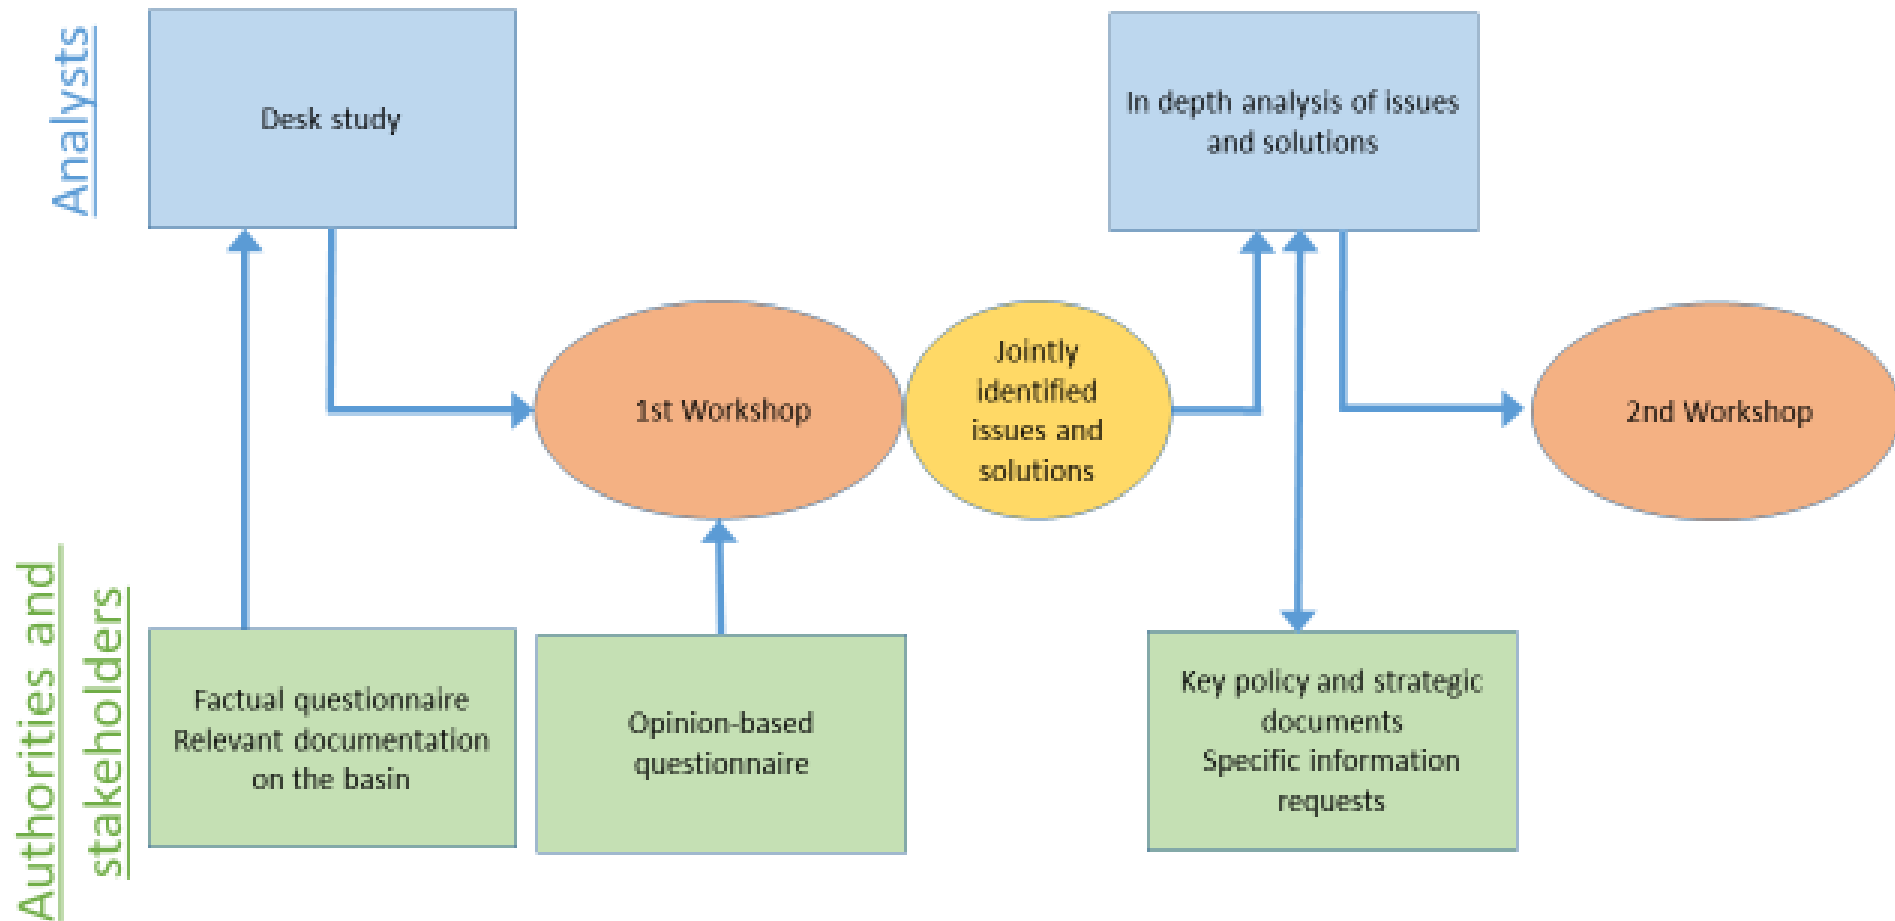 Analysts
Desk study
In depth analysis of issues
and solutions
1st Workshop
Jointly
identified
issues and
solutions
2nd Workshop
Authorities and
stakeholders
Factual questionnaire
Relevant documentation
on the basin
Opinion-based
questionnaire
Key policy and strategic
documents
Specific information
requests